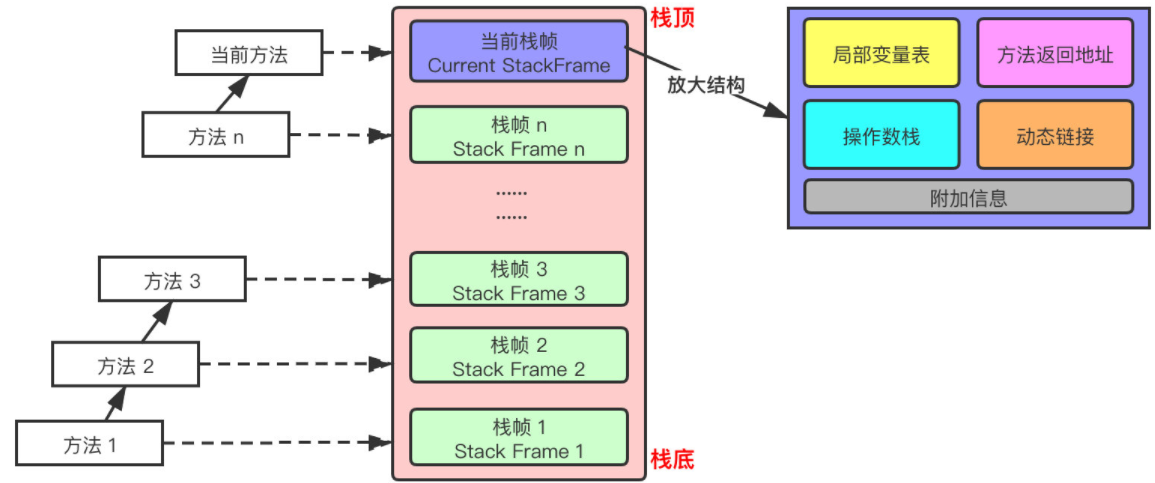 当前方法
方法 n
方法 3
方法 2
方法 1
栈顶
当前栈帧
Current StackFrame
栈帧 n
Stack Frame n
......
......
栈帧 3
Stack Frame 3
栈帧 2
Stack Frame 2
栈帧 1
Stack Frame 1
栈底
放大结构
局部变量表
方法返回地址
操作数栈
动态链接
附加信息